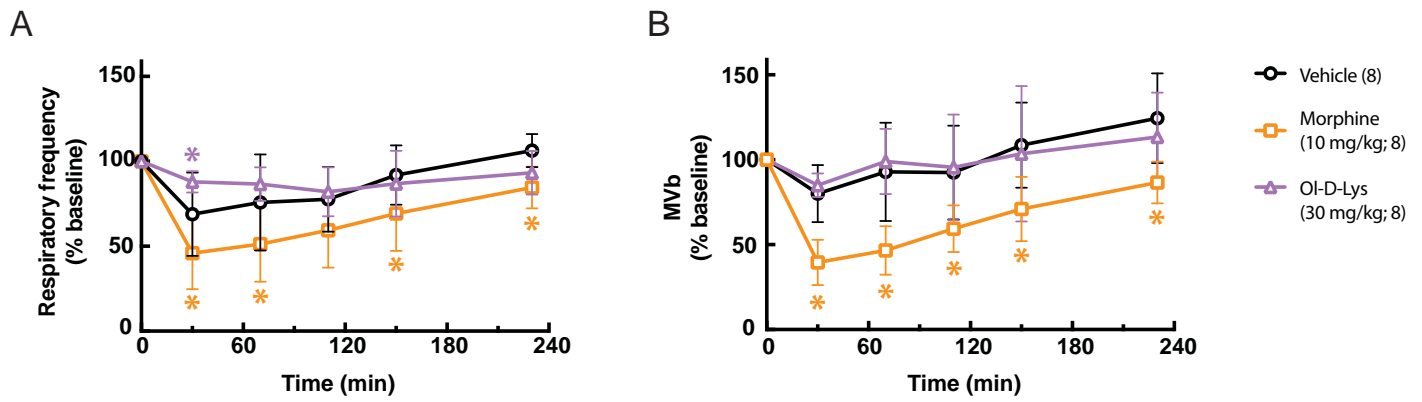 A
Respiratory frequency
(% baseline)
150
100
50
0
0
60
120
180
240
Time (min)
*
*
*
*
*
B
MVb
(% baseline)
150
100
50
0
0
60
120
180
240
Time (min)
*
*
*
*
*
Vehicle (8)
Morphine
(10 mg/kg; 8)
Ol-D-Lys
(30 mg/kg; 8)